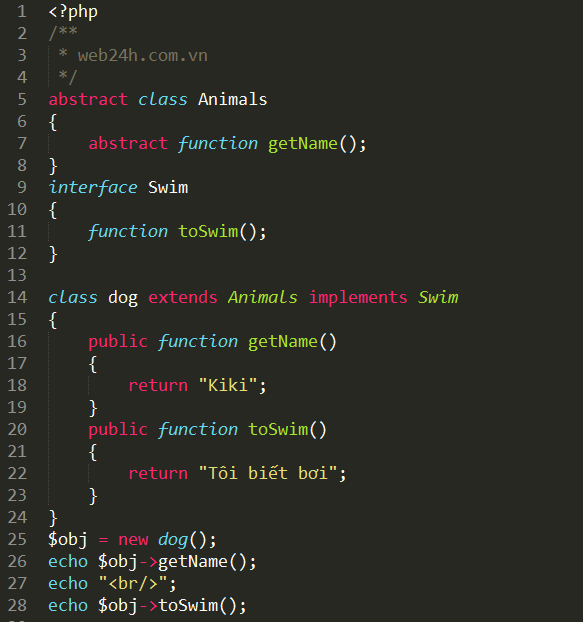 1 <?php
2 /**
3  * web24h.com.vn
4  */
5 abstract class Animals
6 {
7     abstract function getName();
8 }
9 interface Swim
10 {
11     function toSwim();
12 }
13
14 class dog extends Animals implements Swim
15 {
16     public function getName()
17     {
18         return "Kiki";
19     }
20     public function toSwim()
21     {
22         return "Tôi biết bơi";
23     }
24 }
25 $obj = new dog();
26 echo $obj->getName();
27 echo "<br/>";
28 echo $obj->toSwim();